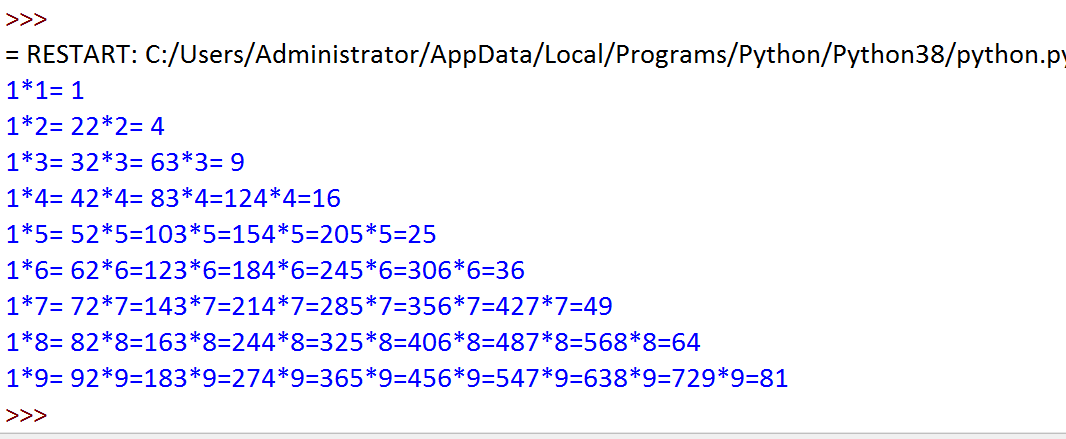 >>>
= RESTART: C:/Users/Administrator/AppData/Local/Programs/Python/Python38/python.py
1*1= 1
1*2= 22*2= 4
1*3= 32*3= 63*3= 9
1*4= 42*4= 83*4=124*4=16
1*5= 52*5=103*5=154*5=205*5=25
1*6= 62*6=123*6=184*6=245*6=306*6=36
1*7= 72*7=143*7=214*7=285*7=356*7=427*7=49
1*8= 82*8=163*8=244*8=325*8=406*8=487*8=568*8=64
1*9= 92*9=183*9=274*9=365*9=456*9=547*9=638*9=729*9=81
>>>